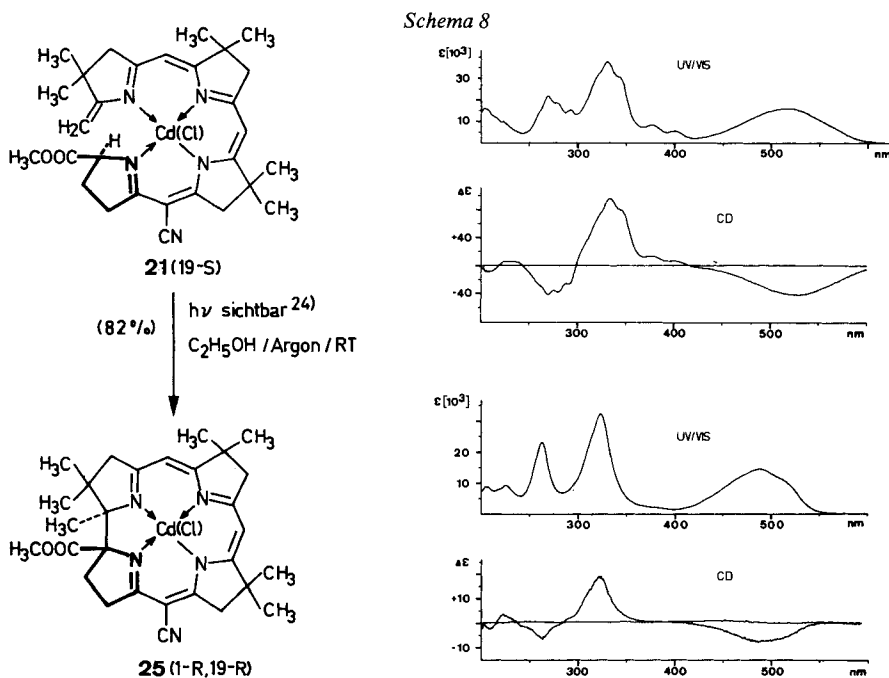 Schema 8
CH₃
H₃C
CH₃
H₃C
H₃C
N
N
H₂C
Cd(Cl)
H₃COOC
H
N
N
CH₃
CH₃
CN
21 (19-S)
(82%)
hν sichtbar 24)
C₂H₅OH / Argon / RT
H₃C
CH₃
H₃C
H₃C
N
N
H₃C
Cd(Cl)
H₃COOC
N
N
CH₃
CH₃
CN
25 (1-R,19-R)
ε[10³]
UV/VIS
30
10
300
400
500
nm
Δε
CD
+40
-40
300
400
500
nm
ε[10³]
UV/VIS
20
10
300
400
500
nm
Δε
CD
+10
-10
300
400
500
nm